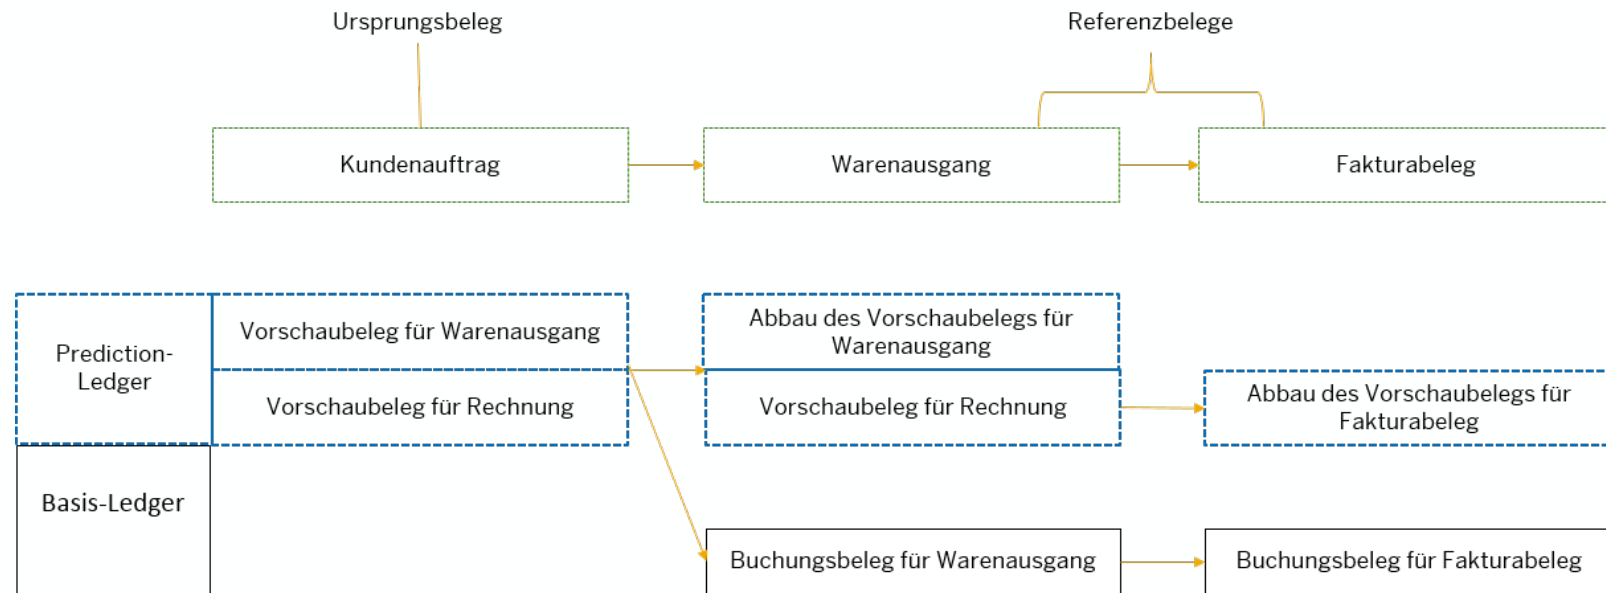 Ursprungsbeleg
Referenzbelege
Kundenauftrag
Warenausgang
Fakturabeleg
Prediction-
Ledger
Vorschaubeleg für Warenausgang
Abbau des Vorschaubelegs für
Warenausgang
Vorschaubeleg für Rechnung
Vorschaubeleg für Rechnung
Abbau des Vorschaubelegs für
Fakturabeleg
Basis-Ledger
Buchungsbeleg für Warenausgang
Buchungsbeleg für Fakturabeleg